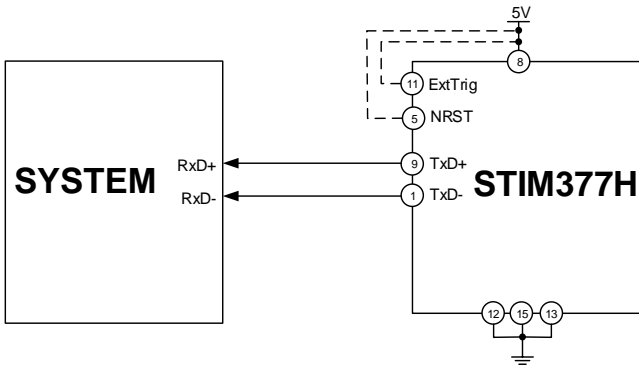 5V
8
11 ExtTrig
5 NRST
RxD+ 9 TxD+
SYSTEM STIM377H
RxD- 1 TxD-
12 15 13